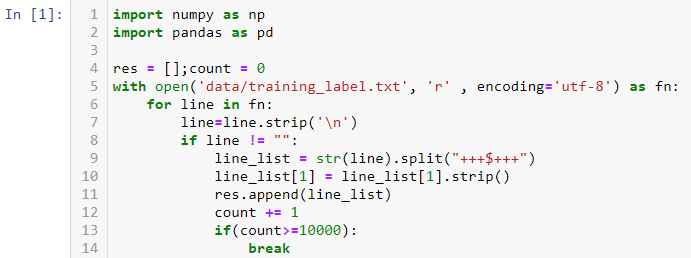 In [1]:
1 import numpy as np
2 import pandas as pd
3
4 res = [];count = 0
5 with open('data/training_label.txt', 'r' , encoding='utf-8') as fn:
6     for line in fn:
7         line=line.strip('\n')
8         if line != "":
9             line_list = str(line).split("+++$+++")
10             line_list[1] = line_list[1].strip()
11             res.append(line_list)
12             count += 1
13             if(count>=10000):
14                 break